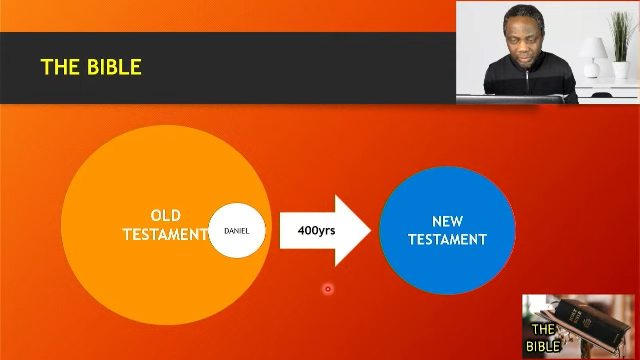 THE BIBLE
OLD
TESTAMENT
DANIEL
400yrs
NEW
TESTAMENT
THE
BIBLE